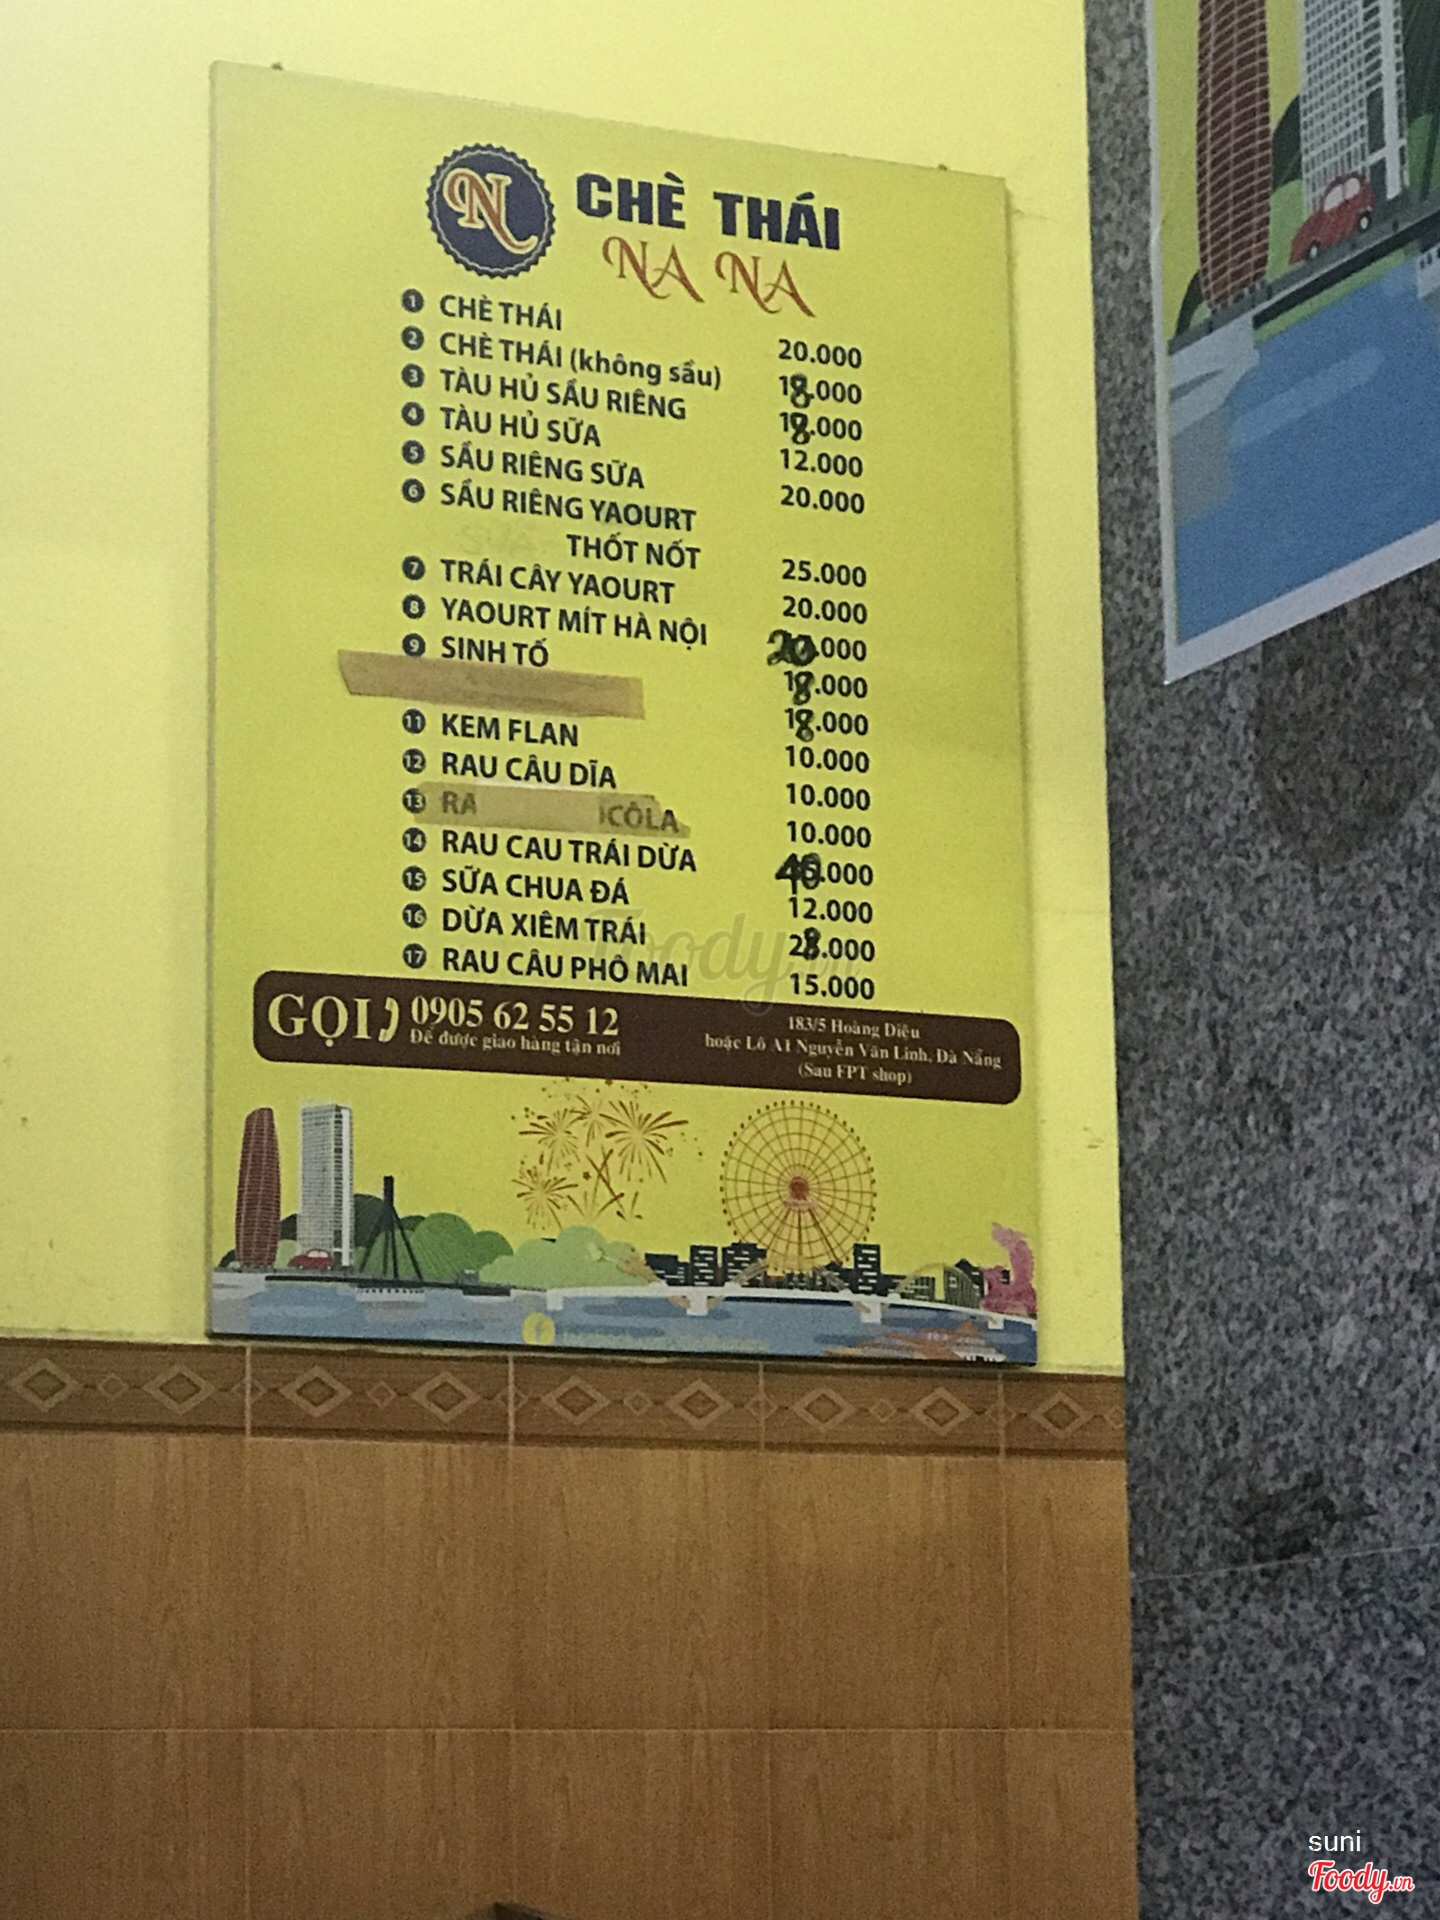 N
CHÈ THÁI
NA NA
1 CHÈ THÁI 20.000
2 CHÈ THÁI (không sầu) 18.000
3 TÀU HỦ SẦU RIÊNG 18.000
4 TÀU HỦ SỮA 12.000
5 SẦU RIÊNG SỮA 20.000
6 SẦU RIÊNG YAOURT
THỐT NỐT 25.000
7 TRÁI CÂY YAOURT 20.000
8 YAOURT MÍT HÀ NỘI 20.000
9 SINH TỐ 18.000
18.000
11 KEM FLAN 10.000
12 RAU CÂU DĨA 10.000
13 RA CÔLA 10.000
14 RAU CAU TRÁI DỪA 40.000
15 SỮA CHUA ĐÁ 12.000
16 DỪA XIÊM TRÁI 28.000
17 RAU CÂU PHÔ MAI 15.000
GỌI 0905 62 55 12
Để được giao hàng tận nơi
183/5 Hoàng Diệu
hoặc Lô A1 Nguyễn Văn Linh, Đà Nẵng
(Sau FPT shop)
Foody.vn
suni
Foody.vn